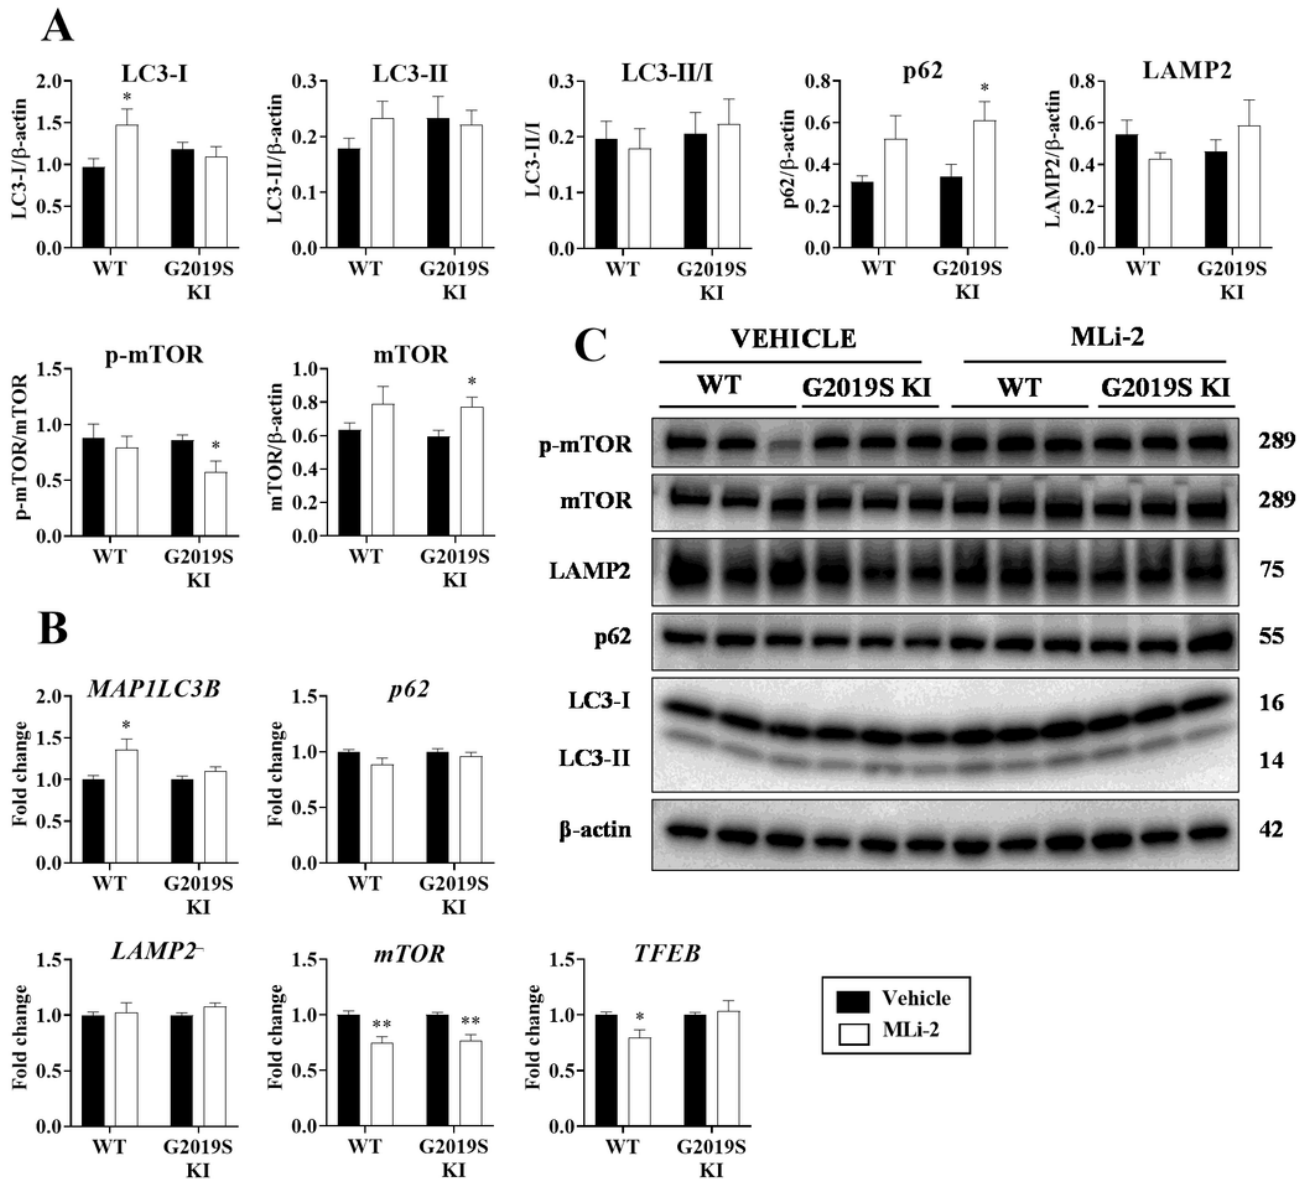 A
LC3-I
LC3-I/β-actin
2.0
1.5
1.0
0.5
0.0
*
WT
G2019S
KI
LC3-II
LC3-II/β-actin
0.3
0.2
0.1
0.0
WT
G2019S
KI
LC3-II/I
LC3-II/I
0.3
0.2
0.1
0.0
WT
G2019S
KI
p62
p62/β-actin
0.8
0.6
0.4
0.2
0.0
*
WT
G2019S
KI
LAMP2
LAMP2/β-actin
0.8
0.6
0.4
0.2
0.0
WT
G2019S
KI
p-mTOR
p-mTOR/mTOR
1.5
1.0
0.5
0.0
*
WT
G2019S
KI
mTOR
mTOR/β-actin
1.0
0.8
0.6
0.4
0.2
0.0
*
WT
G2019S
KI
C
VEHICLE MLi-2
WT G2019S KI WT G2019S KI
p-mTOR 289
mTOR 289
LAMP2 75
p62 55
LC3-I 16
LC3-II 14
β-actin 42
B
MAP1LC3B
Fold change
2.0
1.5
1.0
0.5
0.0
*
WT
G2019S
KI
p62
Fold change
1.5
1.0
0.5
0.0
WT
G2019S
KI
LAMP2
Fold change
1.5
1.0
0.5
0.0
WT
G2019S
KI
mTOR
Fold change
1.5
1.0
0.5
0.0
** **
WT
G2019S
KI
TFEB
Fold change
1.5
1.0
0.5
0.0
*
WT
G2019S
KI
Vehicle
MLi-2